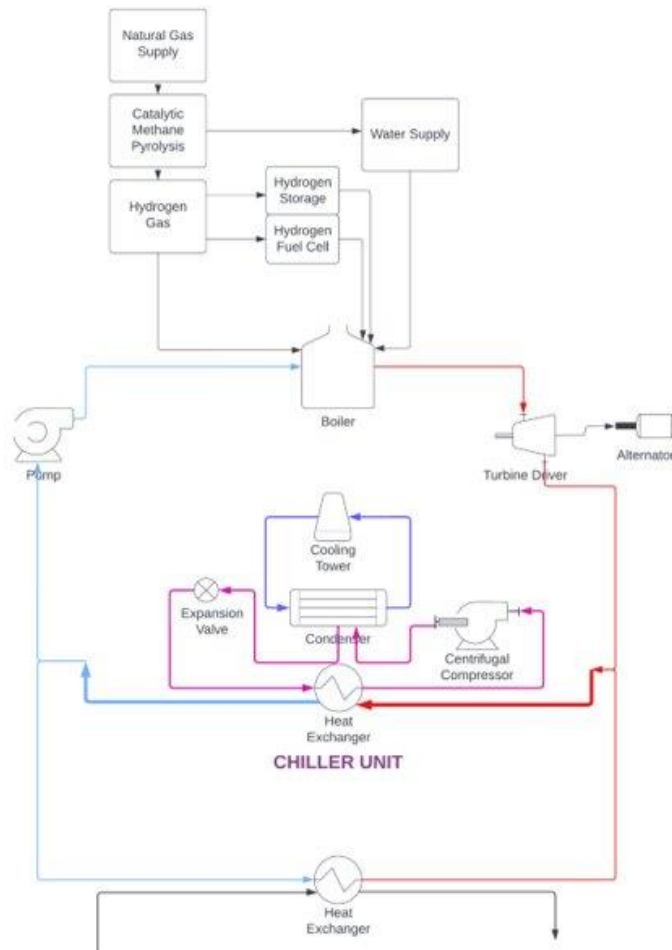 Natural Gas
Supply
Catalytic
Methane
Pyrolysis
Water Supply
Hydrogen
Gas
Hydrogen
Storage
Hydrogen
Fuel Cell
Boiler
Pump
Turbine Driver
Alternator
Cooling
Tower
Expansion
Valve
Condenser
Centrifugal
Compressor
Heat
Exchanger
CHILLER UNIT
Heat
Exchanger